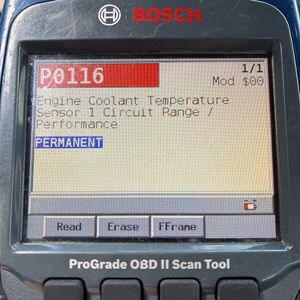 BOSCH
P0116
1/1
Mod $00
Engine Coolant Temperature
Sensor 1 Circuit Range /
Performance
PERMANENT
Read Erase FFrame
ProGrade OBD II Scan Tool